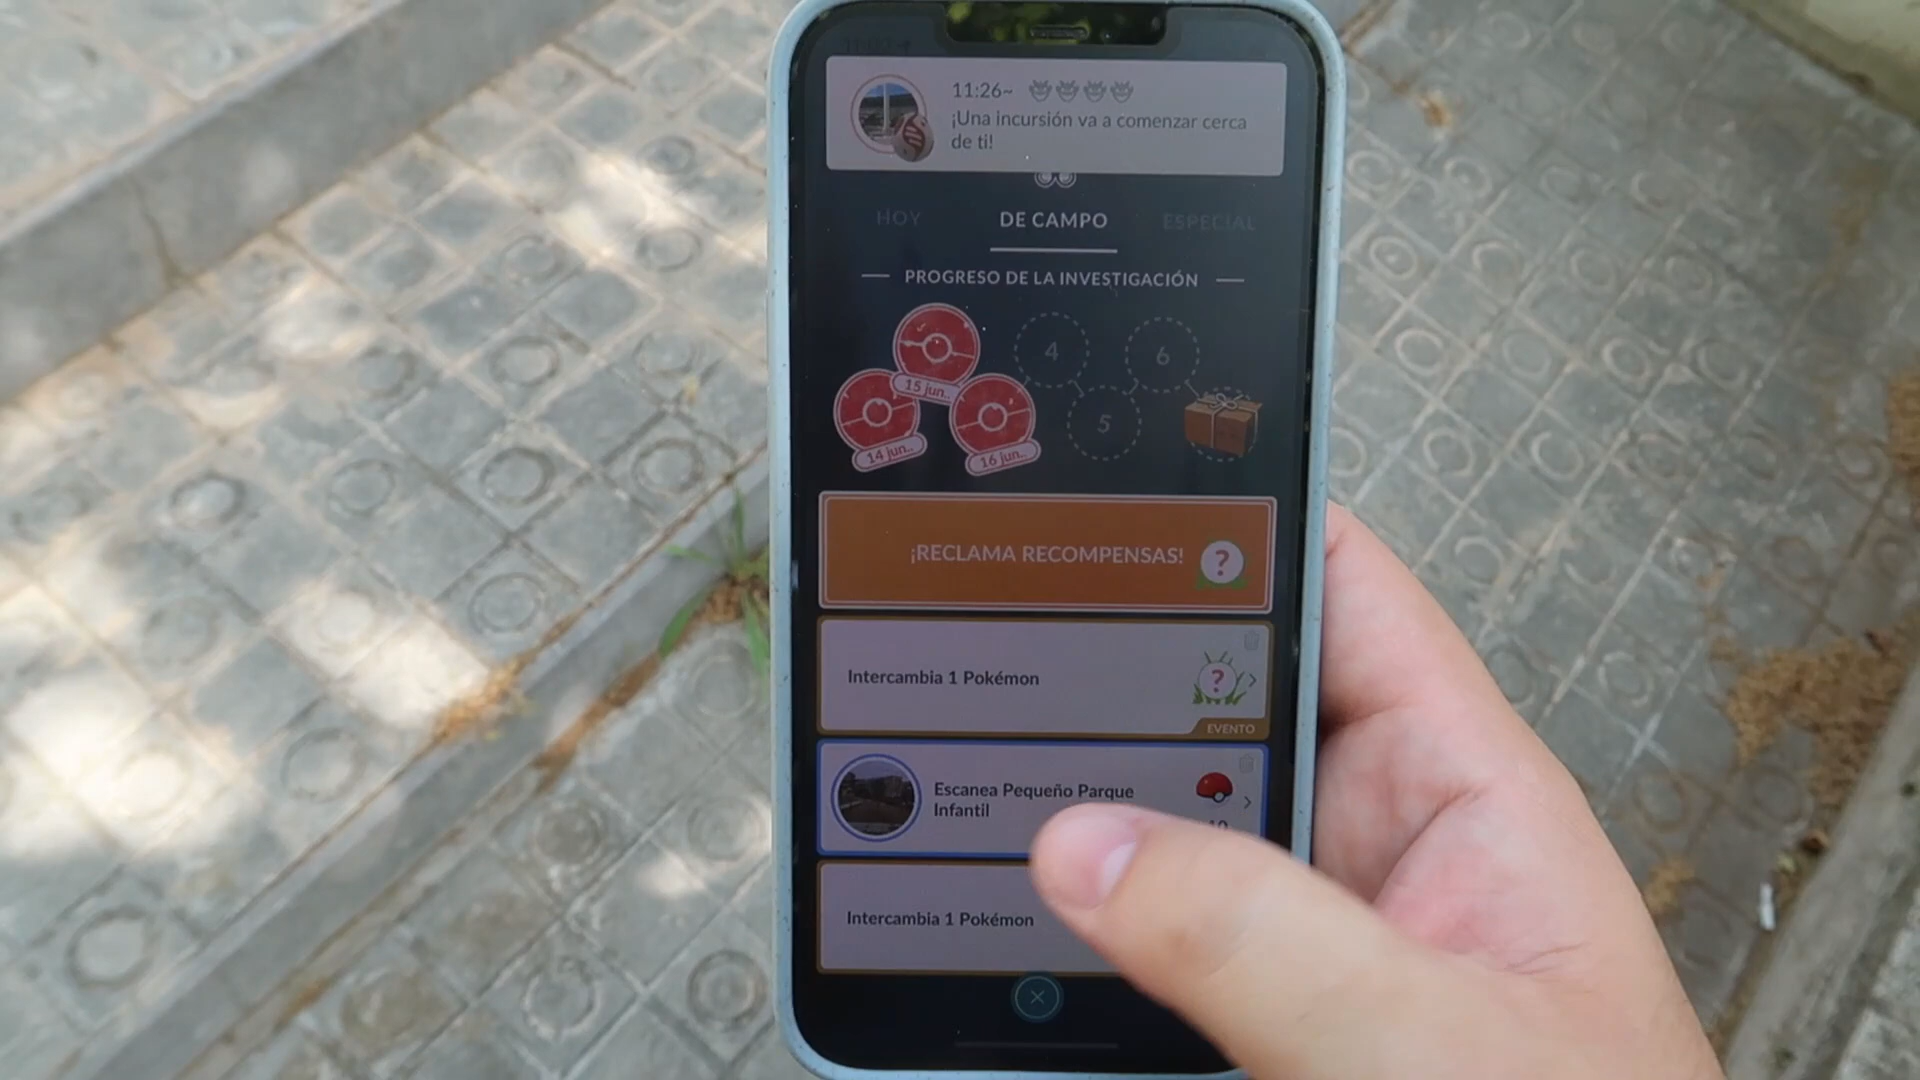 11:26~
¡Una incursión va a comenzar cerca
de ti!
HOY
DE CAMPO
ESPECIAL
PROGRESO DE LA INVESTIGACIÓN
15 jun..
14 jun..
16 jun..
4
5
6
¡RECLAMA RECOMPENSAS!
?
Intercambia 1 Pokémon
?
EVENTO
Escanea Pequeño Parque
Infantil
Intercambia 1 Pokémon